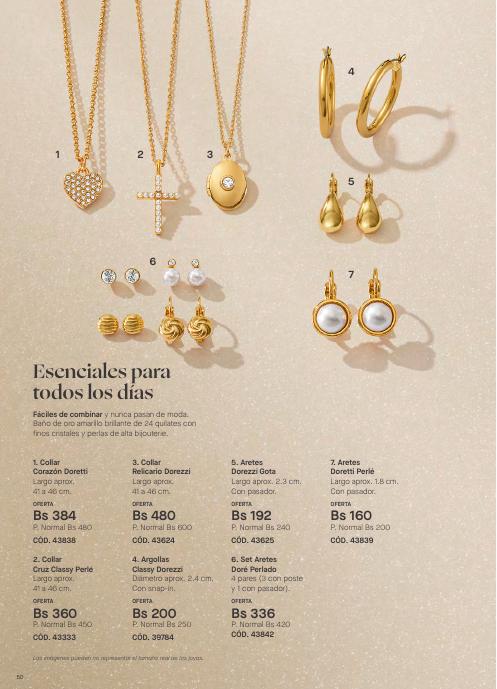 1
2
3
4
5
6
7
Esenciales para
todos los días
Fáciles de combinar y nunca pasan de moda.
Baño de oro amarillo brillante de 24 quilates con
finos cristales y perlas de alta bijouterie.
1. Collar
Corazón Doretti
Largo aprox.
41 a 46 cm.
OFERTA
Bs 384
P. Normal Bs 480
CÓD. 43838
3. Collar
Relicario Dorezzi
Largo aprox.
41 a 46 cm.
OFERTA
Bs 480
P. Normal Bs 600
CÓD. 43624
5. Aretes
Dorezzi Gota
Largo aprox. 2.3 cm.
Con pasador.
OFERTA
Bs 192
P. Normal Bs 240
CÓD. 43625
7. Aretes
Doretti Perlé
Largo aprox. 1.8 cm.
Con pasador.
OFERTA
Bs 160
P. Normal Bs 200
CÓD. 43839
2. Collar
Cruz Classy Perlé
Largo aprox.
41 a 46 cm.
OFERTA
Bs 360
P. Normal Bs 450
CÓD. 43333
4. Argollas
Classy Dorezzi
Diámetro aprox. 2.4 cm.
Con snap-in.
OFERTA
Bs 200
P. Normal Bs 250
CÓD. 39784
6. Set Aretes
Doré Perlado
4 pares (3 con poste
y 1 con pasador).
OFERTA
Bs 336
P. Normal Bs 420
CÓD. 43842
Las imágenes pueden no representar el tamaño real de las joyas.
50